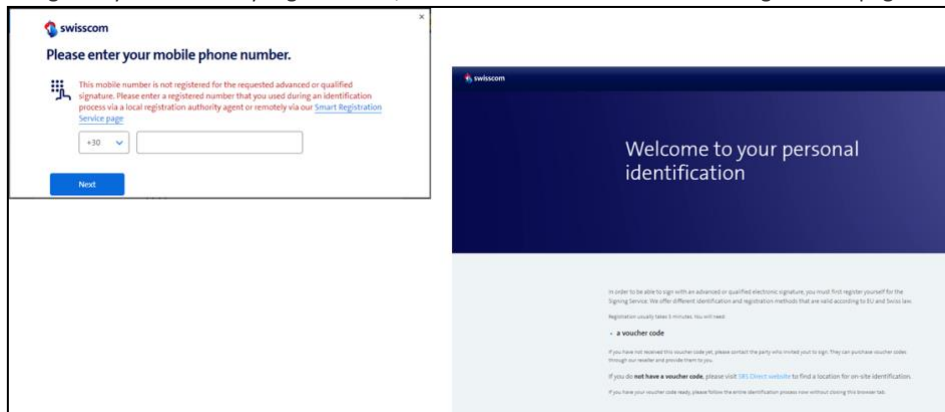 swisscom
×
Please enter your mobile phone number.
This mobile number is not registered for the requested advanced or qualified
signature. Please enter a registered number that you used during an identification
process via a local registration authority agent or remotely via our Smart Registration
Service page
+30
Next
swisscom
Welcome to your personal
identification
In order to be able to sign with an advanced or qualified electronic signature, you must first register yourself for the
Signing Service. We offer different identification and registration methods that are valid according to EU and Swiss law.
Registration usually takes 5 minutes. You will need
- a voucher code
If you have not received this voucher code yet, please contact the party who invited you to sign. They can purchase voucher codes
through our reseller and provide them to you.
If you do not have a voucher code, please visit SRS Direct website to find a location for on-site identification.
If you have your voucher code ready, please follow the entire identification process now without closing this browser tab.